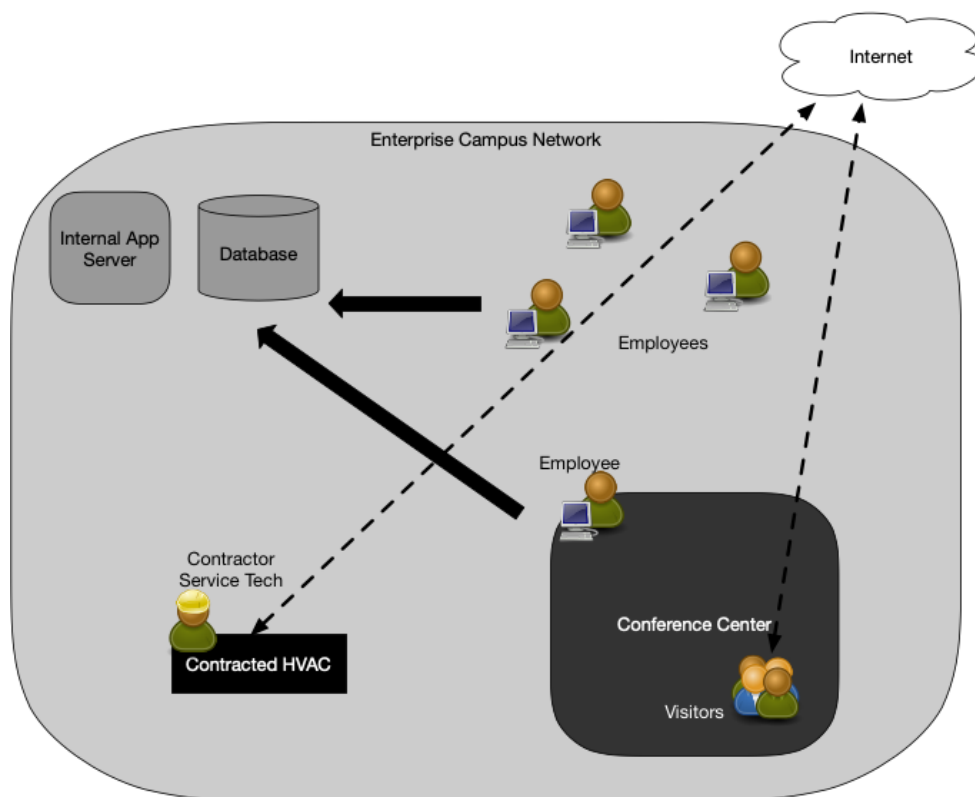 Internet
Enterprise Campus Network
Internal App
Server
Database
Employees
Employee
Contractor
Service Tech
Conference Center
Contracted HVAC
Visitors